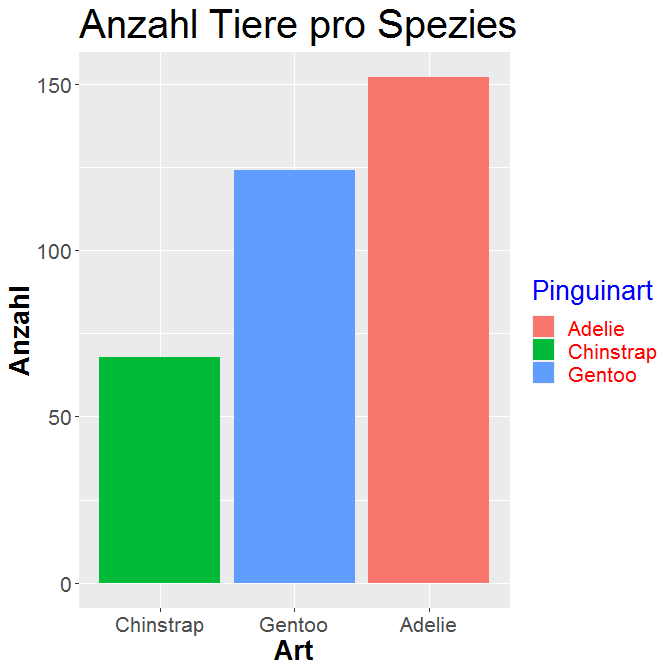 Anzahl Tiere pro Spezies
Anzahl
150
100
50
0
Chinstrap Gentoo Adelie
Art
Pinguinart
Adelie
Chinstrap
Gentoo